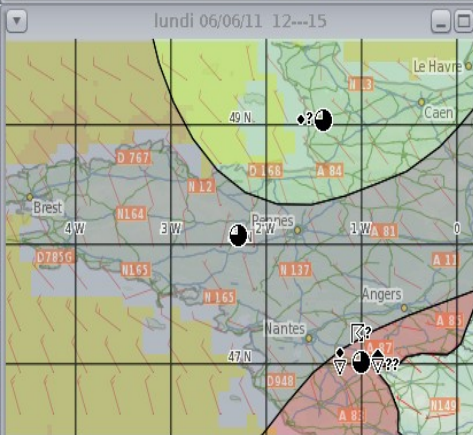 lundi 06/06/11 12---15
Le Havre
N 13
Caen
49 N
?
D 767
D 168
A 84
N 12
Brest
N164
Rennes
4 W
3 W
2 W
1 W
A 81
0
D785G
N165
N 137
A 11
N 165
Angers
A 85
Nantes
?
A 87
47 N
??
D948
N149
A 83